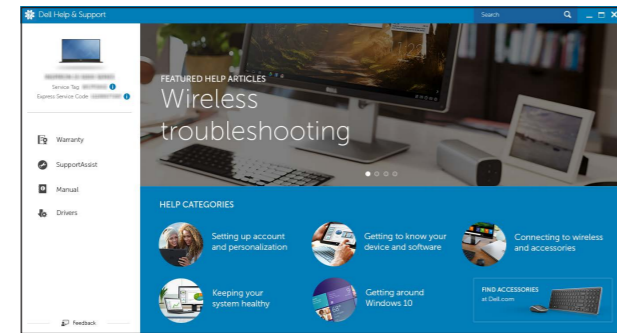 Dell Help & Support
Search
Service Tag:
Express Service Code:
Warranty
SupportAssist
Manual
Drivers
Feedback
FEATURED HELP ARTICLES
Wireless
troubleshooting
HELP CATEGORIES
Setting up account
and personalization
Getting to know your
device and software
Connecting to wireless
and accessories
Keeping your
system healthy
Getting around
Windows 10
FIND ACCESSORIES
at Dell.com